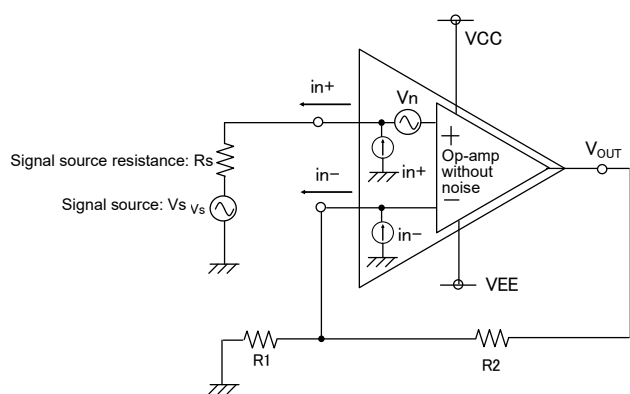 VCC
in+
Vn
Signal source resistance: Rs
+
in+
Op-amp
without
noise
VOUT
in−
−
Signal source: Vs Vs
in−
VEE
R1
R2